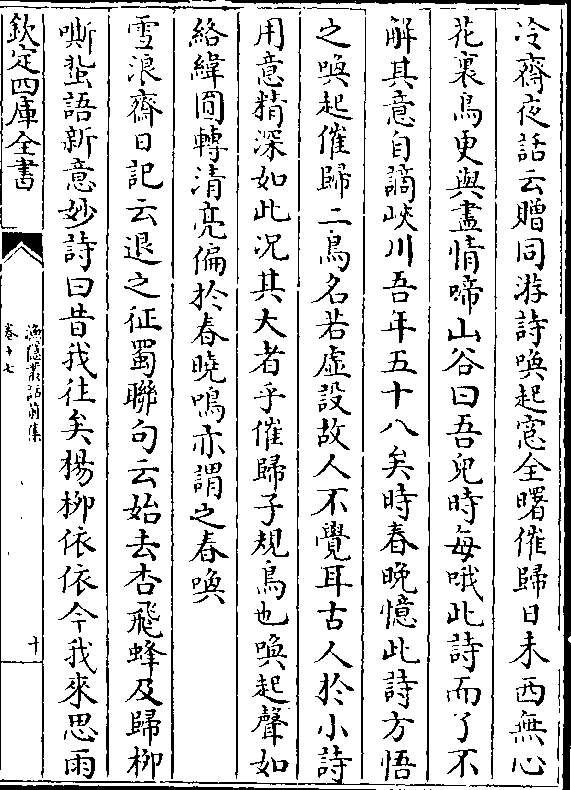 冷齋夜話云贈同游詩喚起窓全曙催歸日未西無心
花裏鳥更與盡情啼山谷曰吾兒時每哦此詩而了不
解其意自謫峽川吾年五十八矣時春晚憶此詩方悟
之喚起催歸二鳥名若虛設故人不覺耳古人於小詩
用意精深如此況其大者乎催歸子規鳥也喚起聲如
絡緯圓轉清亮偏於春曉鳴亦謂之春喚
雪浪齋日記云退之征蜀聯句云始去杏飛蜂及歸柳
嘶蜇語新意妙詩曰昔我往矣楊柳依依今我來思雨
欽定四庫全書
漁隱叢話前集
卷十七
十